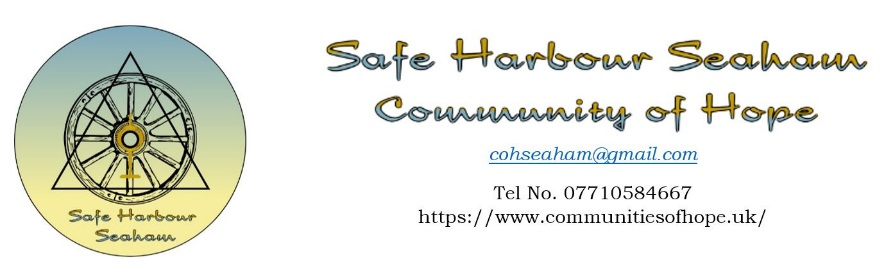 Safe Harbour Seaham
Community of Hope
cohseaham@gmail.com
Tel No. 07710584667
https://www.communitiesofhope.uk/
Safe Harbour
Seaham